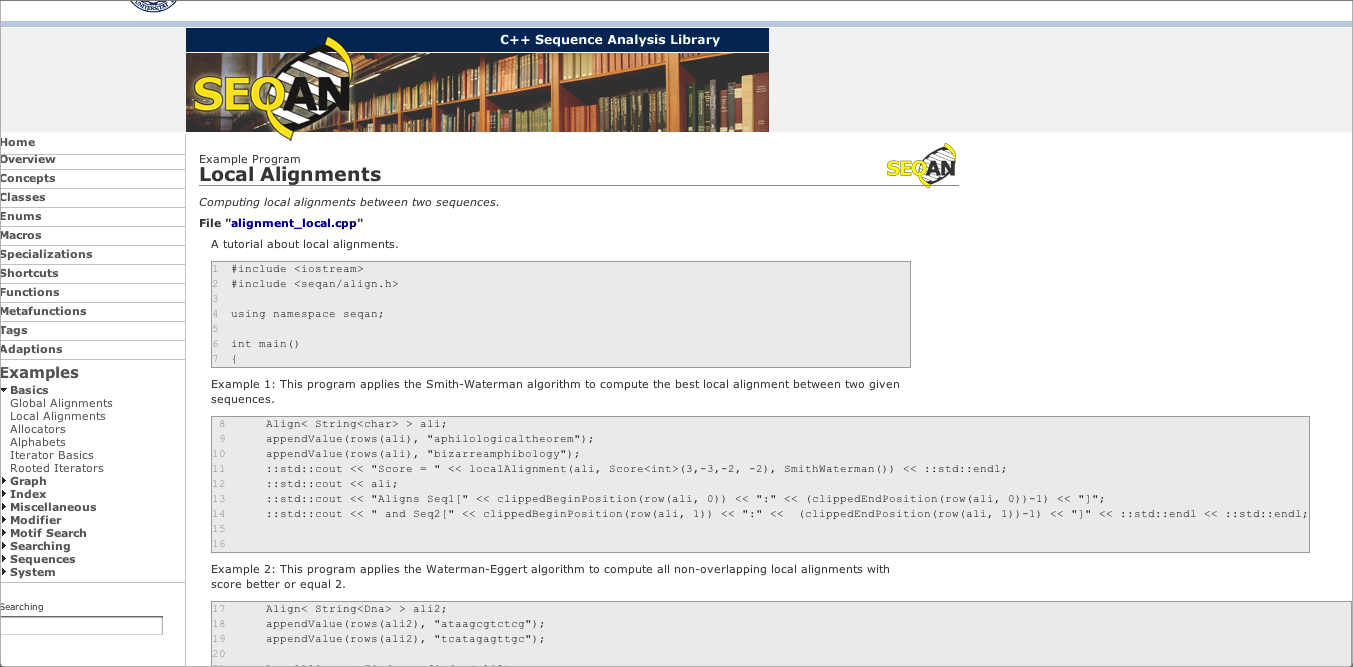 UNIVERSITÄT
C++ Sequence Analysis Library
SEQAN
Home
Overview
Concepts
Classes
Enums
Macros
Specializations
Shortcuts
Functions
Metafunctions
Tags
Adaptions
Examples
Basics
Global Alignments
Local Alignments
Allocators
Alphabets
Iterator Basics
Rooted Iterators
Graph
Index
Miscellaneous
Modifier
Motif Search
Searching
Sequences
System
Searching
Example Program
Local Alignments
SEQAN
Computing local alignments between two sequences.
File "alignment_local.cpp"
A tutorial about local alignments.
1 #include <iostream>
2 #include <seqan/align.h>
3
4 using namespace seqan;
5
6 int main()
7 {
Example 1: This program applies the Smith-Waterman algorithm to compute the best local alignment between two given
sequences.
8 Align< String<char> > ali;
9 appendValue(rows(ali), "aphilologicaltheorem");
10 appendValue(rows(ali), "bizarreamphibology");
11 ::std::cout << "Score = " << localAlignment(ali, Score<int>(3,-3,-2, -2), SmithWaterman()) << ::std::endl;
12 ::std::cout << ali;
13 ::std::cout << "Aligns Seq1[" << clippedBeginPosition(row(ali, 0)) << ":" << (clippedEndPosition(row(ali, 0))-1) << "]";
14 ::std::cout << " and Seq2[" << clippedBeginPosition(row(ali, 1)) << ":" <<  (clippedEndPosition(row(ali, 1))-1) << "]" << ::std::endl << ::std::endl;
15
16
Example 2: This program applies the Waterman-Eggert algorithm to compute all non-overlapping local alignments with
score better or equal 2.
17 Align< String<Dna> > ali2;
18 appendValue(rows(ali2), "ataagcgtctcg");
19 appendValue(rows(ali2), "tcatagagttgc");
20